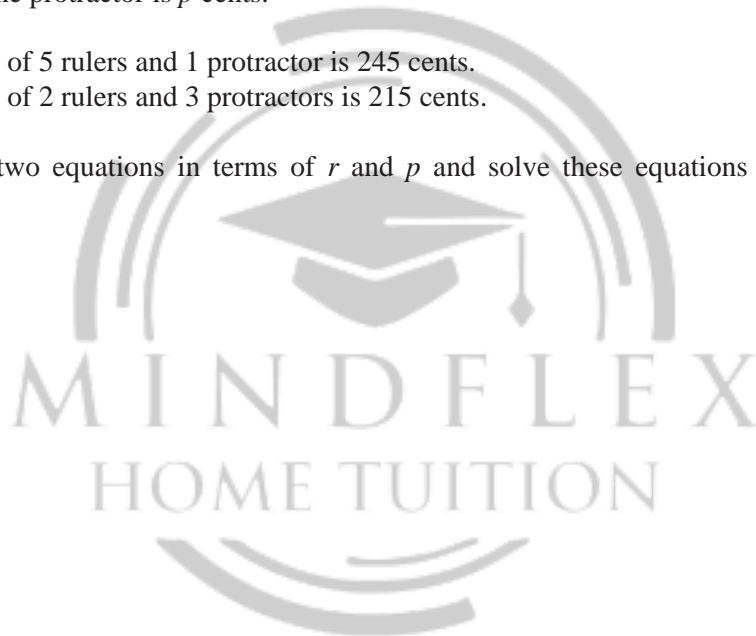 protractor is p cents.
of 5 rulers and 1 protractor is 245 cents.
of 2 rulers and 3 protractors is 215 cents.
two equations in terms of r and p and solve these equations
MINDFLEX
HOME TUITION